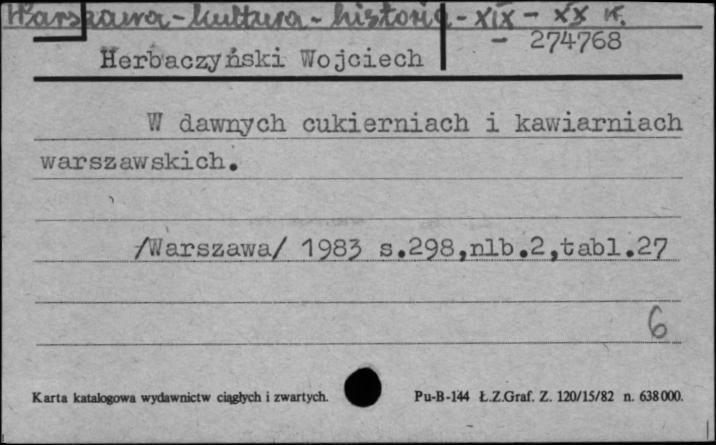 Warszawa - kultura - historia - XIX - XX w.
- 274768
Herbaczyński Wojciech
W dawnych cukierniach i kawiarniach
warszawskich.
/Warszawa/ 1983 s.298,nlb.2,tabl.27
6
Karta katalogowa wydawnictw ciągłych i zwartych. Pu-B-144 Ł.Z.Graf. Z. 120/15/82 n. 638000.